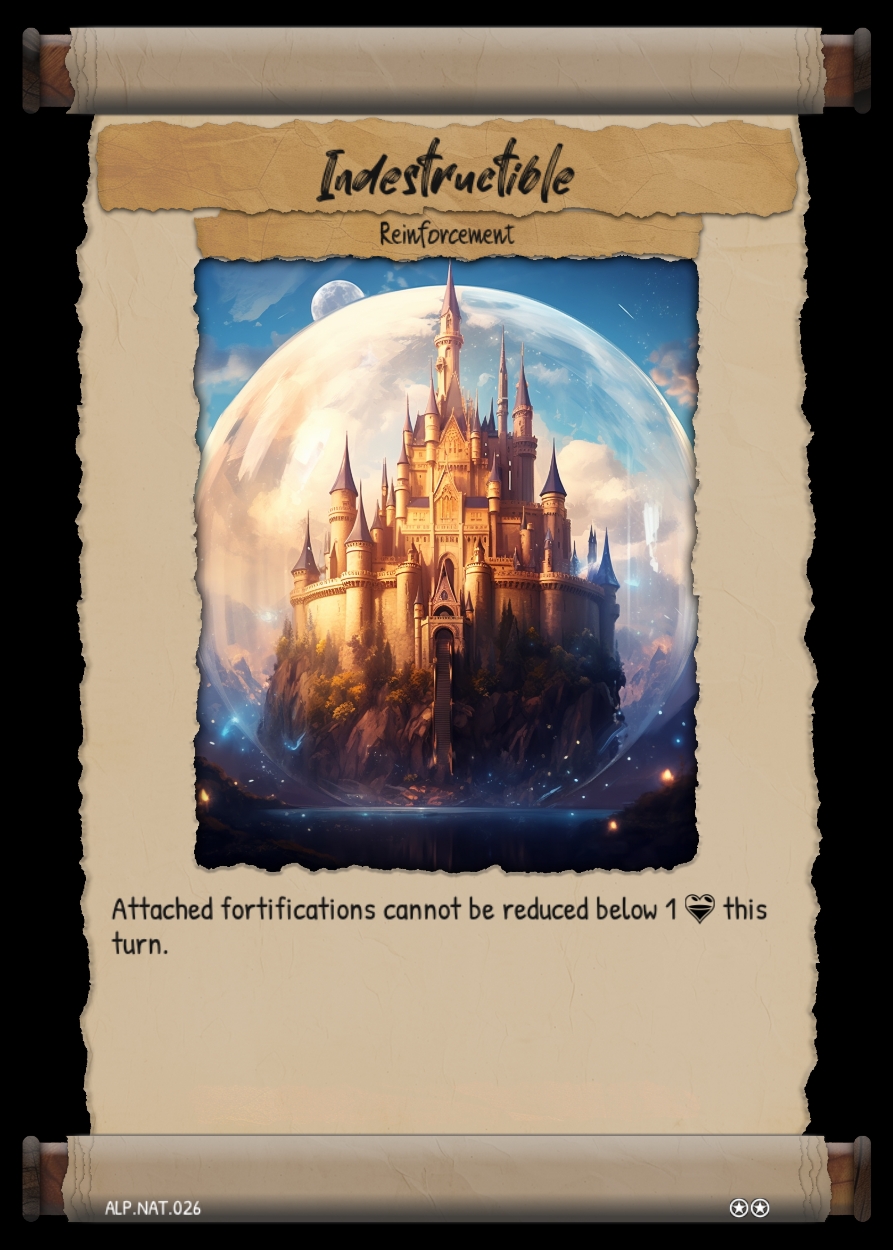 Indestructible
Reinforcement
Attached fortifications cannot be reduced below 1 this
turn.
ALP.NAT.026